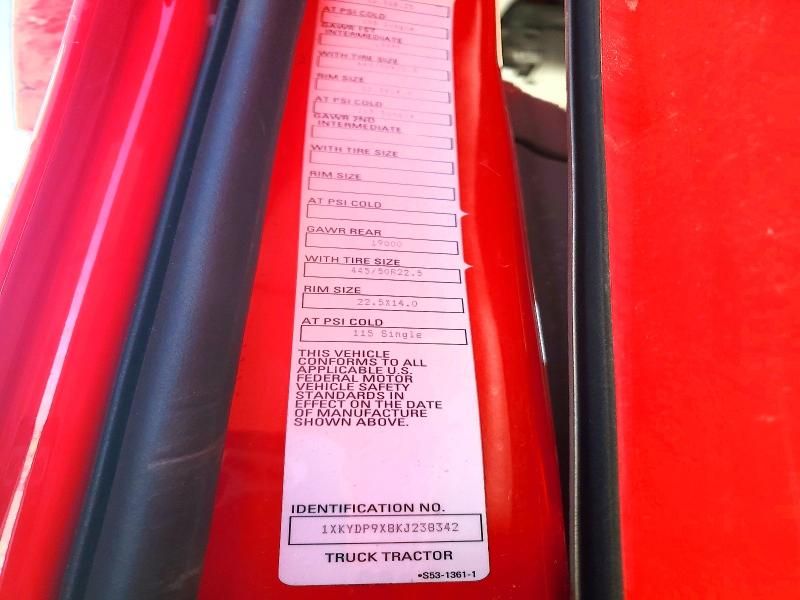 AT PSI COLD
GAWR 1ST
INTERMEDIATE
WITH TIRE SIZE
RIM SIZE
AT PSI COLD
GAWR 2ND
INTERMEDIATE
WITH TIRE SIZE
RIM SIZE
AT PSI COLD
GAWR REAR
19000
WITH TIRE SIZE
445/50R22.5
RIM SIZE
22.5X14.0
AT PSI COLD
115 Single
THIS VEHICLE
CONFORMS TO ALL
APPLICABLE U.S.
FEDERAL MOTOR
VEHICLE SAFETY
STANDARDS IN
EFFECT ON THE DATE
OF MANUFACTURE
SHOWN ABOVE.
IDENTIFICATION NO.
1XKYDP9X8KJ238342
TRUCK TRACTOR
•S53-1361-1